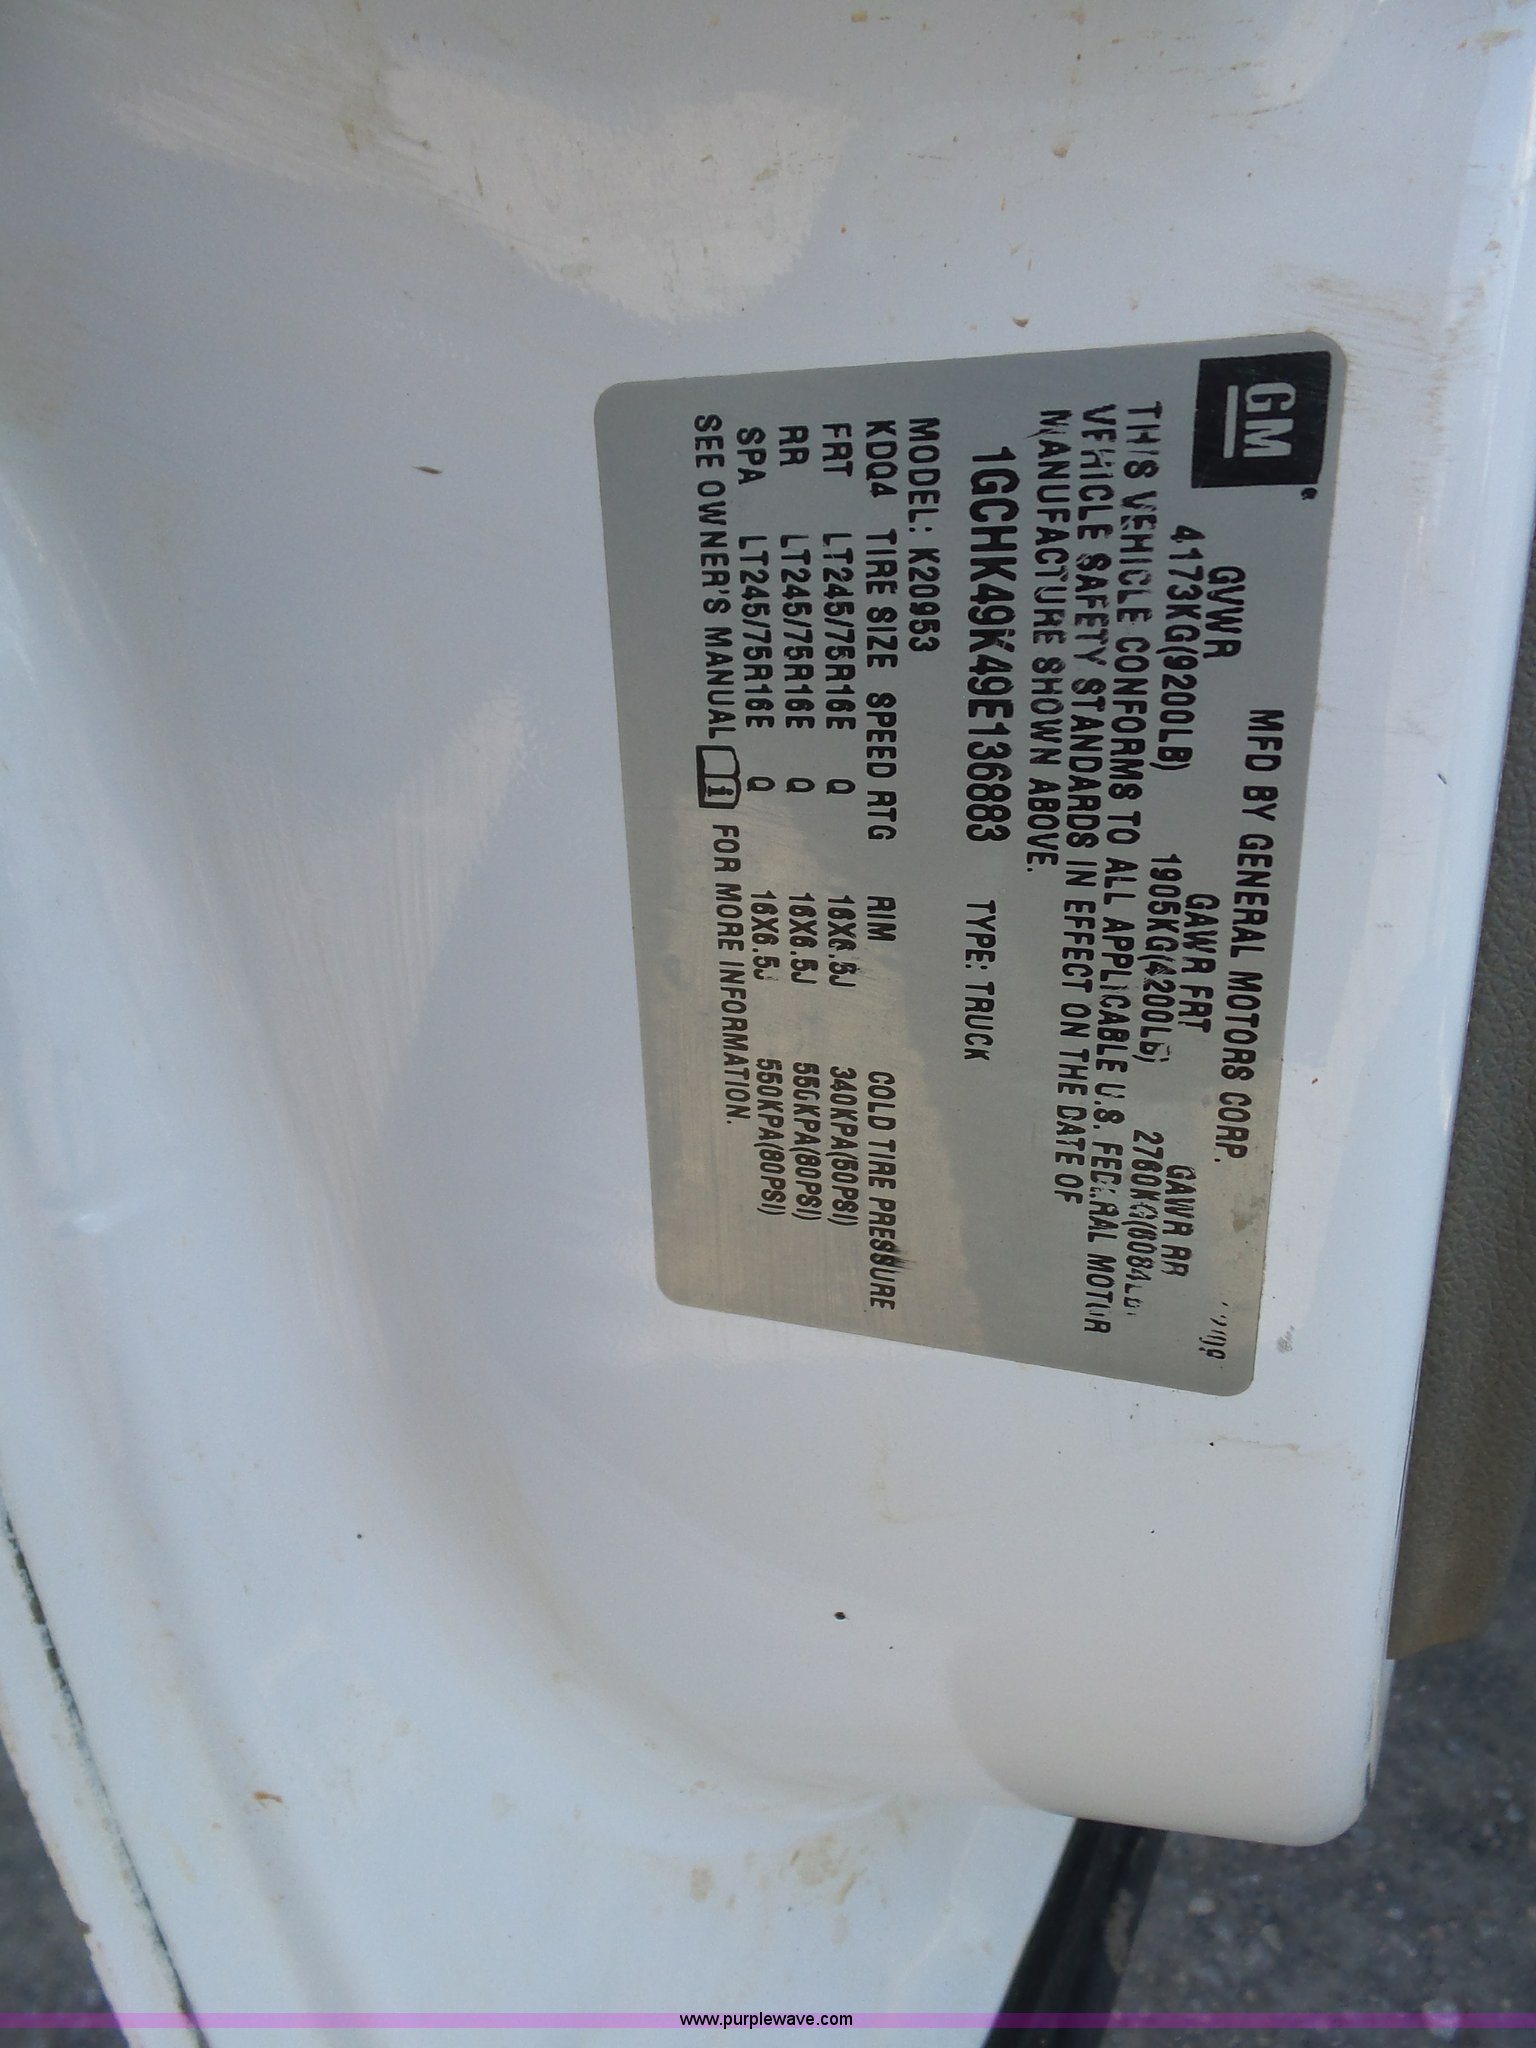 GM
MFD BY GENERAL MOTORS CORP.
GVWR GAWR FRT GAWR RR
4173KG(9200LB) 1905KG(4200LB) 2760KG(6084LB)
THIS VEHICLE CONFORMS TO ALL APPLICABLE U.S. FEDERAL MOTOR
VEHICLE SAFETY STANDARDS IN EFFECT ON THE DATE OF
MANUFACTURE SHOWN ABOVE.
1GCHK49K49E136883 TYPE: TRUCK
MODEL: K20953
KDQ4 TIRE SIZE SPEED RTG RIM COLD TIRE PRESSURE
FRT LT245/75R16E Q 16X6.5J 340KPA(50PSI)
RR LT245/75R16E Q 16X6.5J 550KPA(80PSI)
SPA LT245/75R16E Q 16X6.5J 550KPA(80PSI)
SEE OWNER'S MANUAL i FOR MORE INFORMATION.
www.purplewave.com